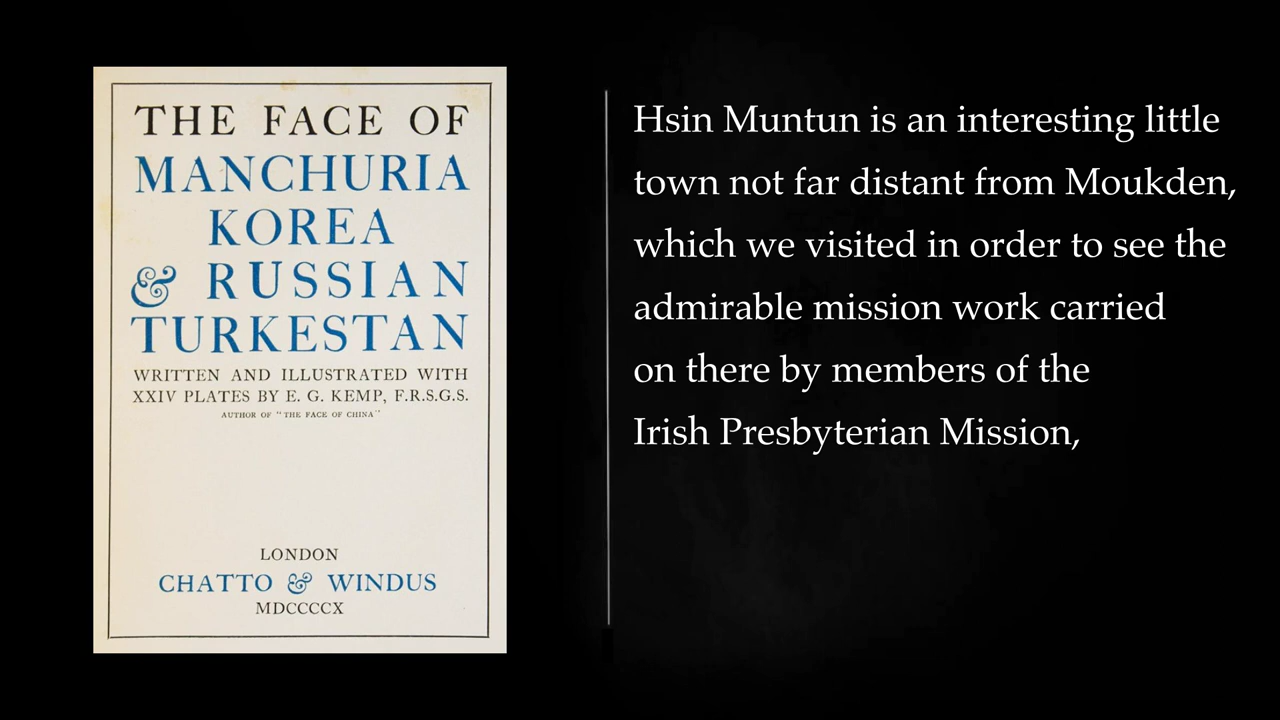 THE FACE OF
MANCHURIA
KOREA
& RUSSIAN
TURKESTAN
WRITTEN AND ILLUSTRATED WITH
XXIV PLATES BY E. G. KEMP, F.R.S.G.S.
AUTHOR OF "THE FACE OF CHINA"
LONDON
CHATTO & WINDUS
MDCCCCX
Hsin Muntun is an interesting little
town not far distant from Moukden,
which we visited in order to see the
admirable mission work carried
on there by members of the
Irish Presbyterian Mission,